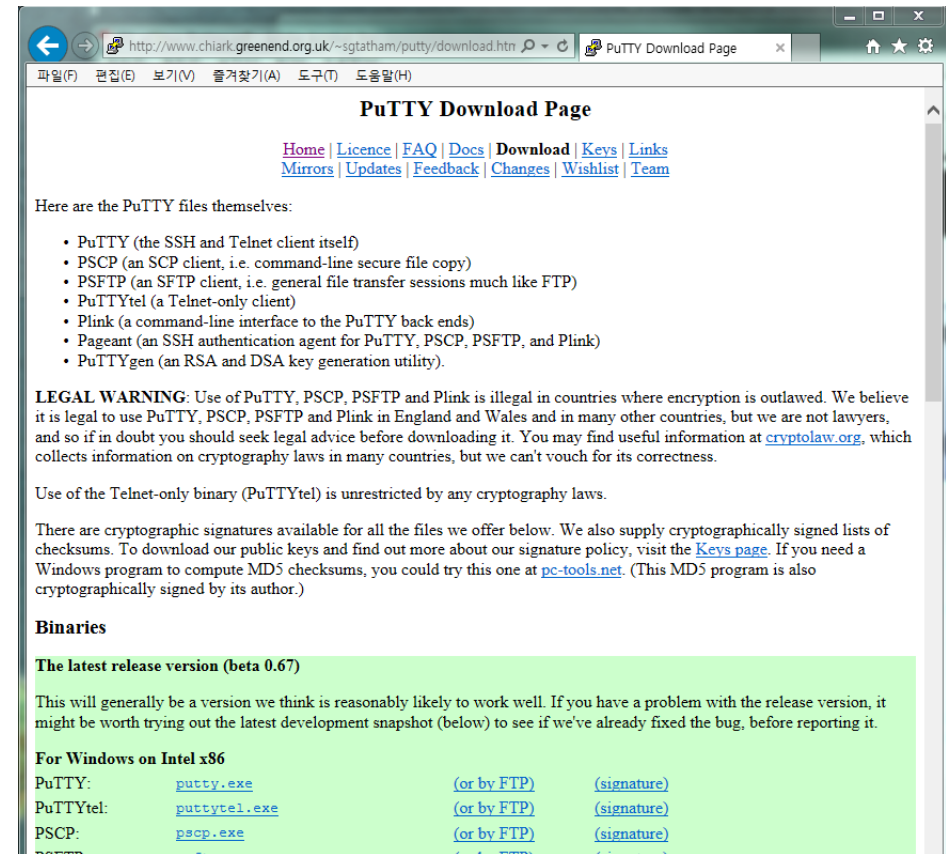 http://www.chiark.greenend.org.uk/~sgtatham/putty/download.htm
PuTTY Download Page
파일(F) 편집(E) 보기(V) 즐겨찾기(A) 도구(T) 도움말(H)
PuTTY Download Page
Home | Licence | FAQ | Docs | Download | Keys | Links
Mirrors | Updates | Feedback | Changes | Wishlist | Team
Here are the PuTTY files themselves:
• PuTTY (the SSH and Telnet client itself)
• PSCP (an SCP client, i.e. command-line secure file copy)
• PSFTP (an SFTP client, i.e. general file transfer sessions much like FTP)
• PuTTYtel (a Telnet-only client)
• Plink (a command-line interface to the PuTTY back ends)
• Pageant (an SSH authentication agent for PuTTY, PSCP, PSFTP, and Plink)
• PuTTYgen (an RSA and DSA key generation utility).
LEGAL WARNING: Use of PuTTY, PSCP, PSFTP and Plink is illegal in countries where encryption is outlawed. We believe
it is legal to use PuTTY, PSCP, PSFTP and Plink in England and Wales and in many other countries, but we are not lawyers,
and so if in doubt you should seek legal advice before downloading it. You may find useful information at cryptolaw.org, which
collects information on cryptography laws in many countries, but we can't vouch for its correctness.
Use of the Telnet-only binary (PuTTYtel) is unrestricted by any cryptography laws.
There are cryptographic signatures available for all the files we offer below. We also supply cryptographically signed lists of
checksums. To download our public keys and find out more about our signature policy, visit the Keys page. If you need a
Windows program to compute MD5 checksums, you could try this one at pc-tools.net. (This MD5 program is also
cryptographically signed by its author.)
Binaries
The latest release version (beta 0.67)
This will generally be a version we think is reasonably likely to work well. If you have a problem with the release version, it
might be worth trying out the latest development snapshot (below) to see if we've already fixed the bug, before reporting it.
For Windows on Intel x86
PuTTY: putty.exe (or by FTP) (signature)
PuTTYtel: puttytel.exe (or by FTP) (signature)
PSCP: pscp.exe (or by FTP) (signature)